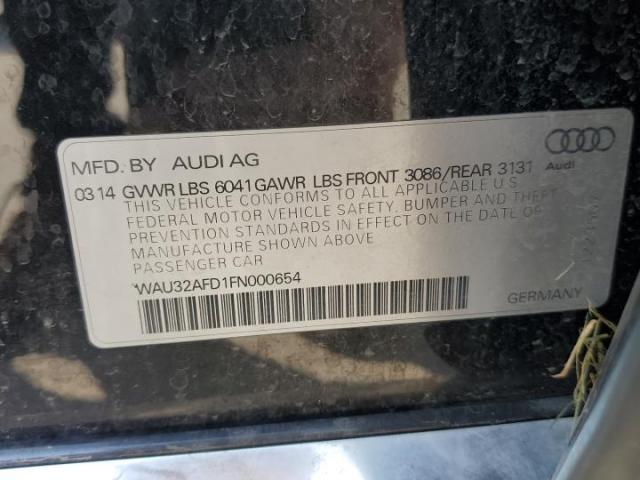 MFD. BY AUDI AG
Audi
03 14 GVWR LBS 6041 GAWR LBS FRONT 3086/REAR 3131
THIS VEHICLE CONFORMS TO ALL APPLICABLE U S
FEDERAL MOTOR VEHICLE SAFETY. BUMPER AND THEFT
PREVENTION STANDARDS IN EFFECT ON THE DATE OF
MANUFACTURE SHOWN ABOVE
PASSENGER CAR
*WAU32AFD1FN000654
GERMANY